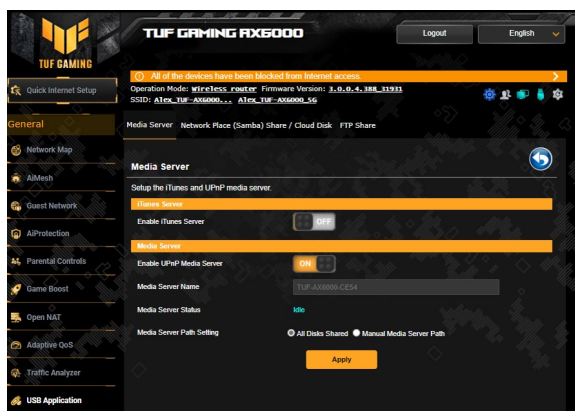 TUF GAMING AX6000
Logout
English
TUF GAMING
All of the devices have been blocked from Internet access.
Quick Internet Setup
Operation Mode: Wireless router Firmware Version: 3.0.0.4.388_31931
SSID: Alex_TUF-AX6000... Alex_TUF-AX6000_5G
General
Media Server Network Place (Samba) Share / Cloud Disk FTP Share
Network Map
AiMesh
Guest Network
AiProtection
Parental Controls
Game Boost
Open NAT
Adaptive QoS
Traffic Analyzer
USB Application
Media Server
Setup the iTunes and UPnP media server.
iTunes Server
Enable iTunes Server OFF
Media Server
Enable UPnP Media Server ON
Media Server Name TUF-AX6000-CE54
Media Server Status Idle
Media Server Path Setting All Disks Shared Manual Media Server Path
Apply